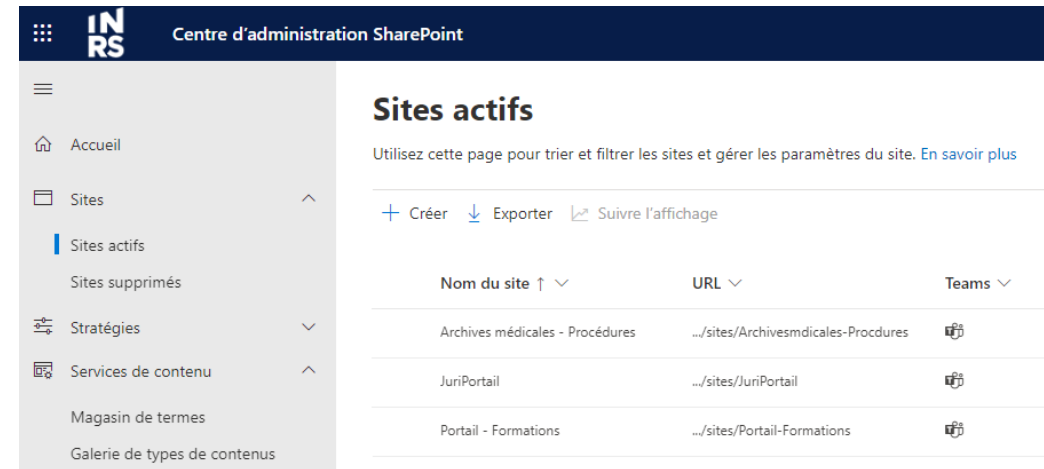 INRS
Centre d'administration SharePoint
Accueil
Sites
Sites actifs
Sites supprimés
Stratégies
Services de contenu
Magasin de termes
Galerie de types de contenus
Sites actifs
Utilisez cette page pour trier et filtrer les sites et gérer les paramètres du site. En savoir plus
Créer Exporter Suivre l'affichage
Nom du site ↑ URL Teams
Archives médicales - Procédures .../sites/Archivesmdicales-Procdures
JuriPortail .../sites/JuriPortail
Portail - Formations .../sites/Portail-Formations